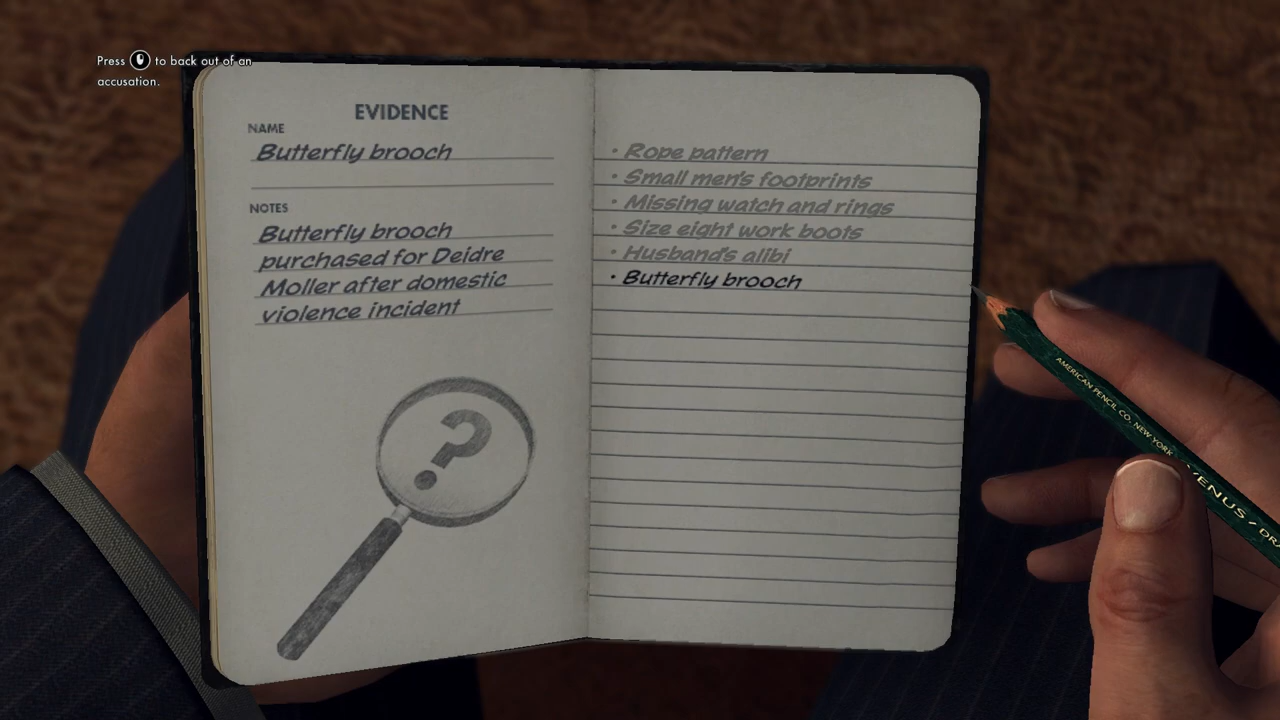 Press to back out of an
accusation.
EVIDENCE
NAME
Butterfly brooch
NOTES
Butterfly brooch
purchased for Deidre
Moller after domestic
violence incident
?
• Rope pattern
• Small men's footprints
• Missing watch and rings
• Size eight work boots
• Husband's alibi
• Butterfly brooch
AMERICAN PENCIL CO. NEW YORK
VENUS / DRA